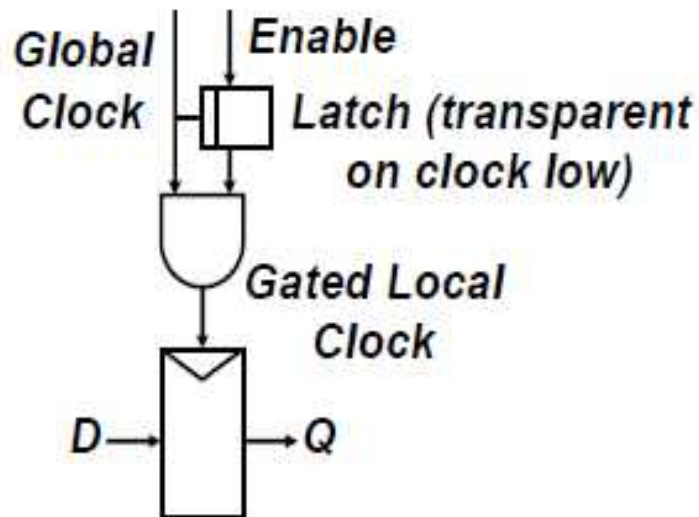 Global
Clock
Enable
Latch (transparent
on clock low)
Gated Local
Clock
D
Q